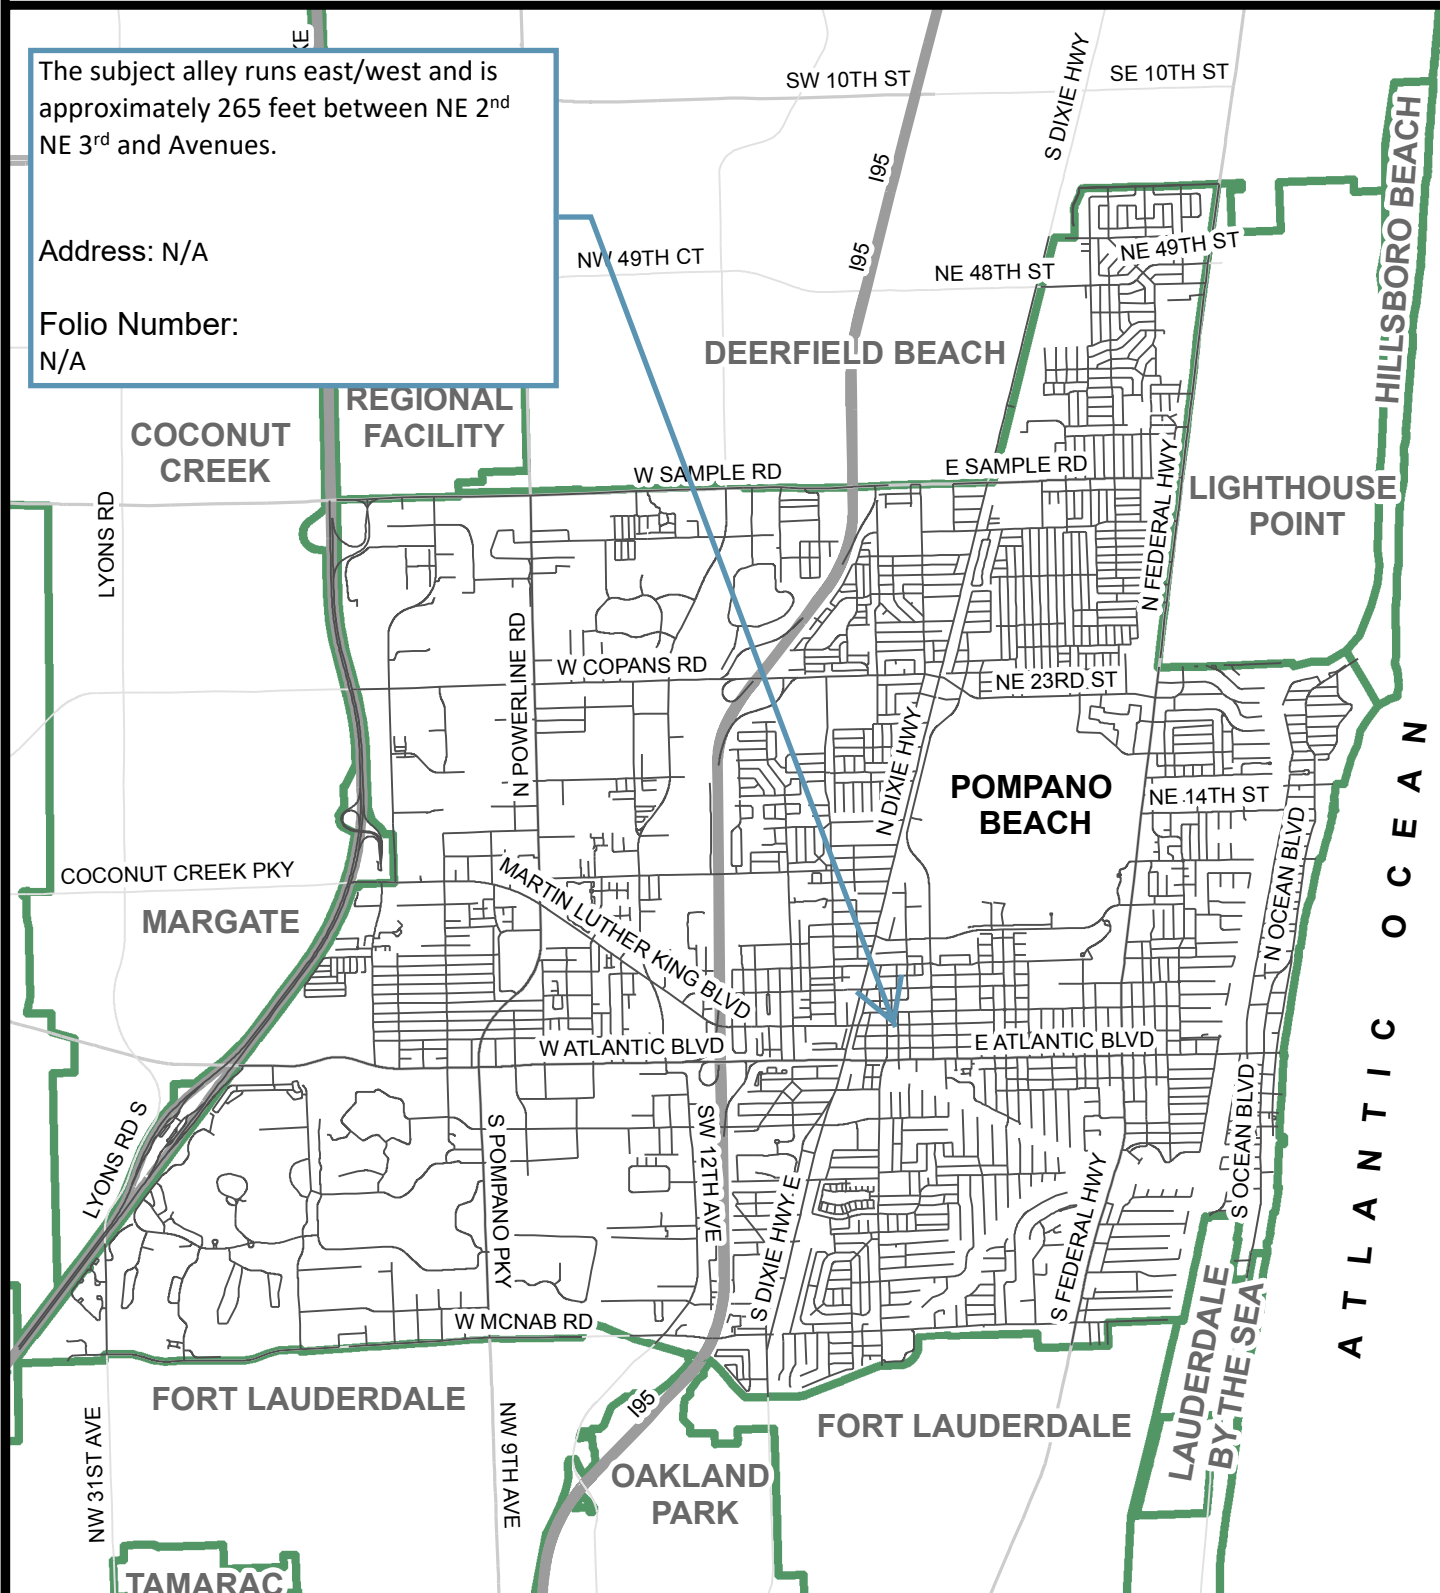 KE
The subject alley runs east/west and is
approximately 265 feet between NE 2nd
NE 3rd and Avenues.
Address: N/A
Folio Number:
N/A
SW 10TH ST
SE 10TH ST
S DIXIE HWY
I95
I95
NW 49TH CT
NE 48TH ST
NE 49TH ST
HILLSBORO BEACH
DEERFIELD BEACH
REGIONAL
FACILITY
COCONUT
CREEK
W SAMPLE RD
E SAMPLE RD
LYONS RD
N FEDERAL HWY
LIGHTHOUSE
POINT
N POWERLINE RD
W COPANS RD
NE 23RD ST
N DIXIE HWY
POMPANO
BEACH
NE 14TH ST
N OCEAN BLVD
ATLANTIC OCEAN
COCONUT CREEK PKY
MARGATE
MARTIN LUTHER KING BLVD
W ATLANTIC BLVD
E ATLANTIC BLVD
LYONS RD S
S POMPANO PKY
SW 12TH AVE
S DIXIE HWY E
S FEDERAL HWY
S OCEAN BLVD
W MCNAB RD
LAUDERDALE
BY THE SEA
FORT LAUDERDALE
FORT LAUDERDALE
I95
NW 31ST AVE
NW 9TH AVE
OAKLAND
PARK
TAMARAC